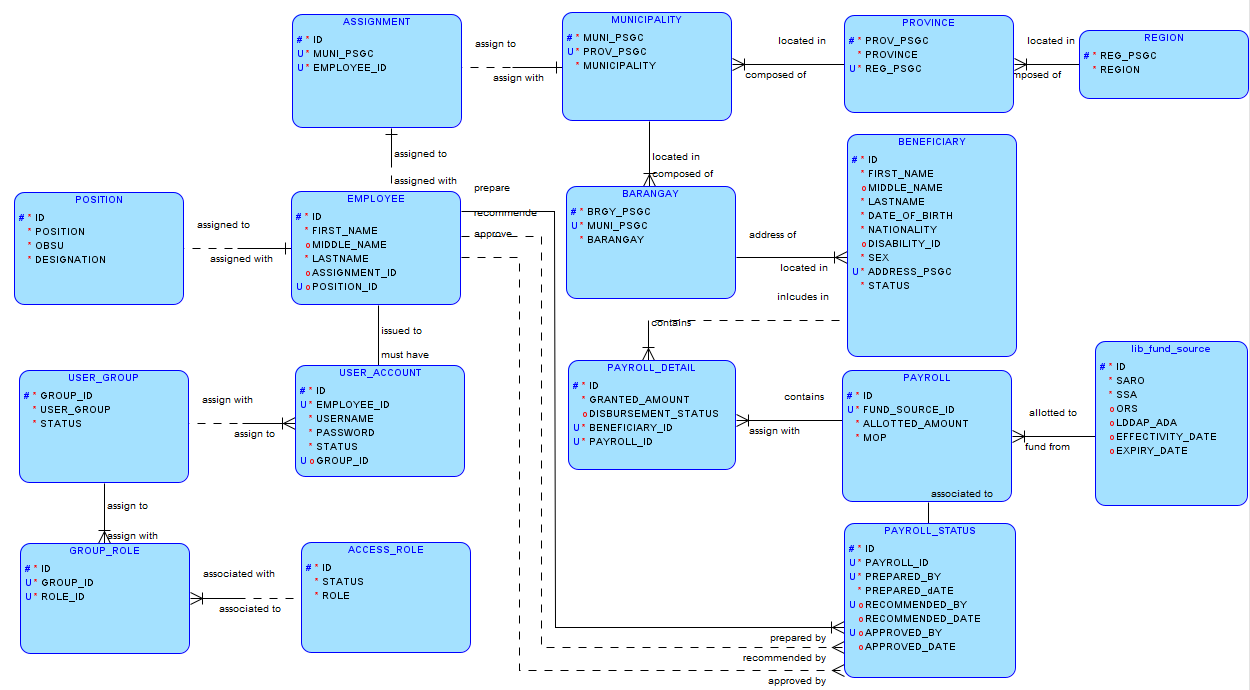 ASSIGNMENT
# * ID
U * MUNI_PSGC
U * EMPLOYEE_ID
assign to
assign with
MUNICIPALITY
# * MUNI_PSGC
U * PROV_PSGC
* MUNICIPALITY
located in
composed of
PROVINCE
# * PROV_PSGC
* PROVINCE
U * REG_PSGC
located in
mposed of
REGION
# * REG_PSGC
* REGION
assigned to
assigned with
located in
composed of
BENEFICIARY
# * ID
* FIRST_NAME
o MIDDLE_NAME
* LASTNAME
* DATE_OF_BIRTH
* NATIONALITY
o DISABILITY_ID
* SEX
U * ADDRESS_PSGC
* STATUS
POSITION
# * ID
* POSITION
* OBSU
* DESIGNATION
assigned to
assigned with
EMPLOYEE
# * ID
* FIRST_NAME
o MIDDLE_NAME
* LASTNAME
o ASSIGNMENT_ID
U o POSITION_ID
prepare
recommende
approve
BARANGAY
# * BRGY_PSGC
U * MUNI_PSGC
* BARANGAY
address of
located in
inlcudes in
contains
issued to
must have
USER_GROUP
# * GROUP_ID
* USER_GROUP
* STATUS
assign with
assign to
USER_ACCOUNT
# * ID
U * EMPLOYEE_ID
* USERNAME
* PASSWORD
* STATUS
U o GROUP_ID
PAYROLL_DETAIL
# * ID
* GRANTED_AMOUNT
o DISBURSEMENT_STATUS
U * BENEFICIARY_ID
U * PAYROLL_ID
contains
assign with
PAYROLL
# * ID
U * FUND_SOURCE_ID
* ALLOTTED_AMOUNT
* MOP
allotted to
fund from
lib_fund_source
# * ID
* SARO
* SSA
o ORS
o LDDAP_ADA
o EFFECTIVITY_DATE
o EXPIRY_DATE
associated to
assign to
assign with
GROUP_ROLE
# * ID
U * GROUP_ID
U * ROLE_ID
associated with
associated to
ACCESS_ROLE
# * ID
* STATUS
* ROLE
PAYROLL_STATUS
# * ID
U * PAYROLL_ID
U * PREPARED_BY
* PREPARED_dATE
U o RECOMMENDED_BY
o RECOMMENDED_DATE
U o APPROVED_BY
o APPROVED_DATE
prepared by
recommended by
approved by